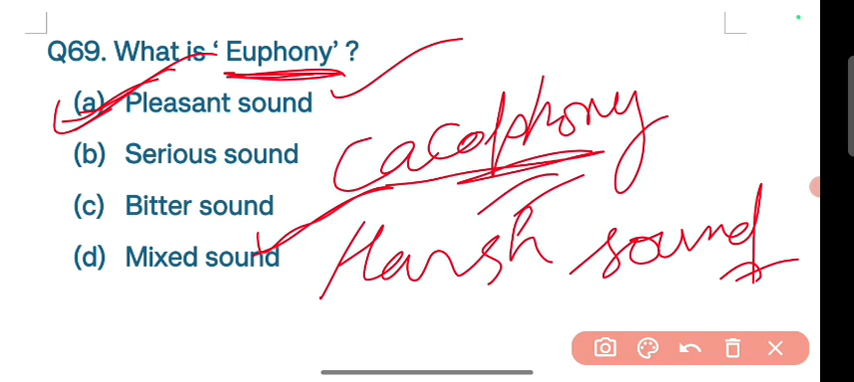 Q69. What is ‘ Euphony’ ?
(a) Pleasant sound
(b) Serious sound
(c) Bitter sound
(d) Mixed sound
Cacophony
Harsh sound